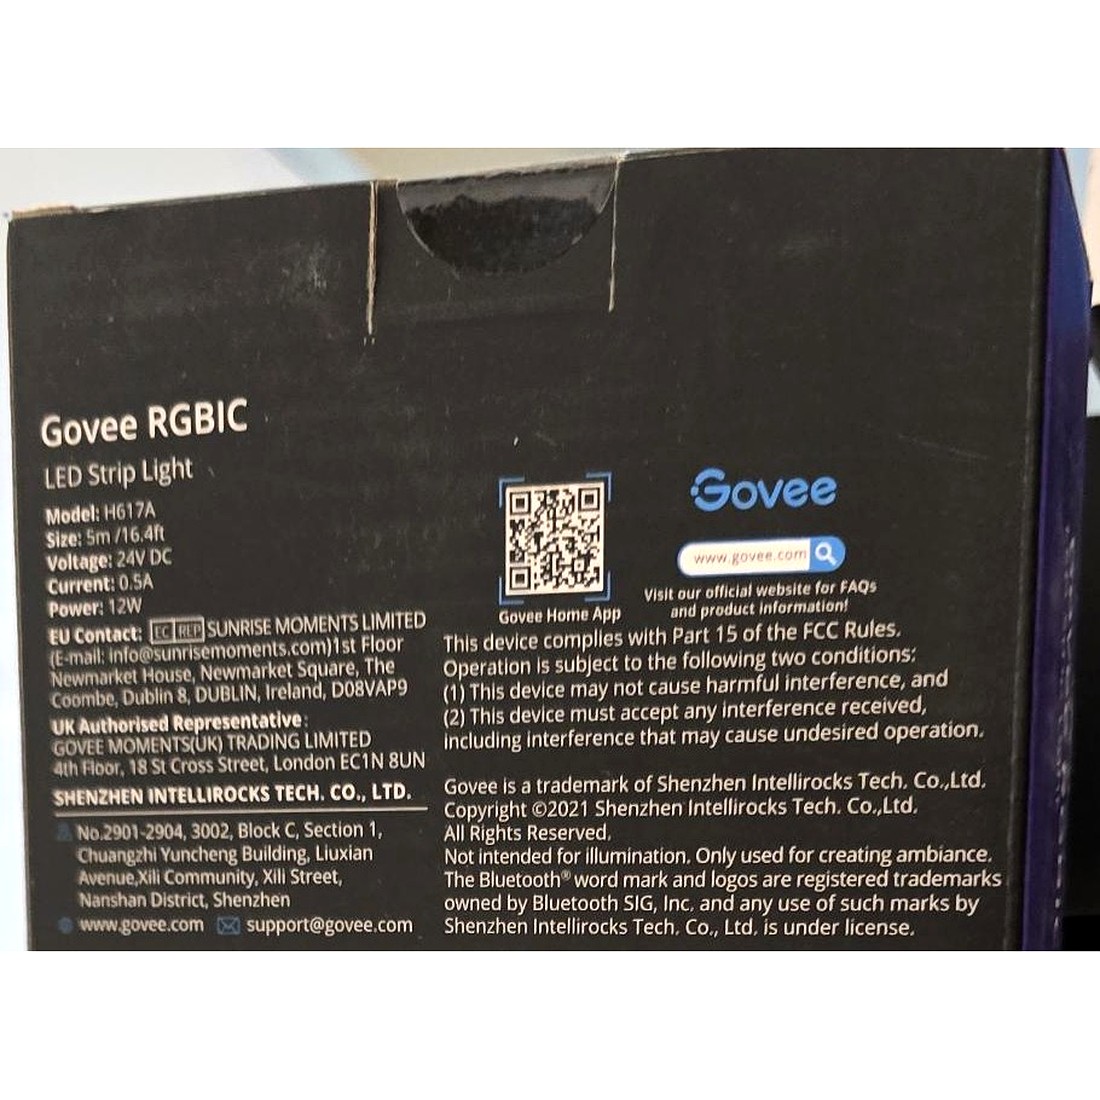 Govee RGBIC
LED Strip Light
Model: H617A
Size: 5m /16.4ft
Voltage: 24V DC
Current: 0.5A
Power: 12W
EU Contact: EC REP SUNRISE MOMENTS LIMITED
(E-mail: info@sunrisemoments.com)1st Floor
Newmarket House, Newmarket Square, The
Coombe, Dublin 8, DUBLIN, Ireland, D08VAP9
UK Authorised Representative:
GOVEE MOMENTS(UK) TRADING LIMITED
4th Floor, 18 St Cross Street, London EC1N 8UN
SHENZHEN INTELLIROCKS TECH. CO., LTD.
No.2901-2904, 3002, Block C, Section 1,
Chuangzhi Yuncheng Building, Liuxian
Avenue,Xili Community, Xili Street,
Nanshan District, Shenzhen
www.govee.com support@govee.com
Govee Home App
Govee
www.govee.com
Visit our official website for FAQs
and product information!
This device complies with Part 15 of the FCC Rules.
Operation is subject to the following two conditions:
(1) This device may not cause harmful interference, and
(2) This device must accept any interference received,
including interference that may cause undesired operation.
Govee is a trademark of Shenzhen Intellirocks Tech. Co.,Ltd.
Copyright ©2021 Shenzhen Intellirocks Tech. Co.,Ltd.
All Rights Reserved.
Not intended for illumination. Only used for creating ambiance.
The Bluetooth® word mark and logos are registered trademarks
owned by Bluetooth SIG, Inc. and any use of such marks by
Shenzhen Intellirocks Tech. Co., Ltd. is under license.